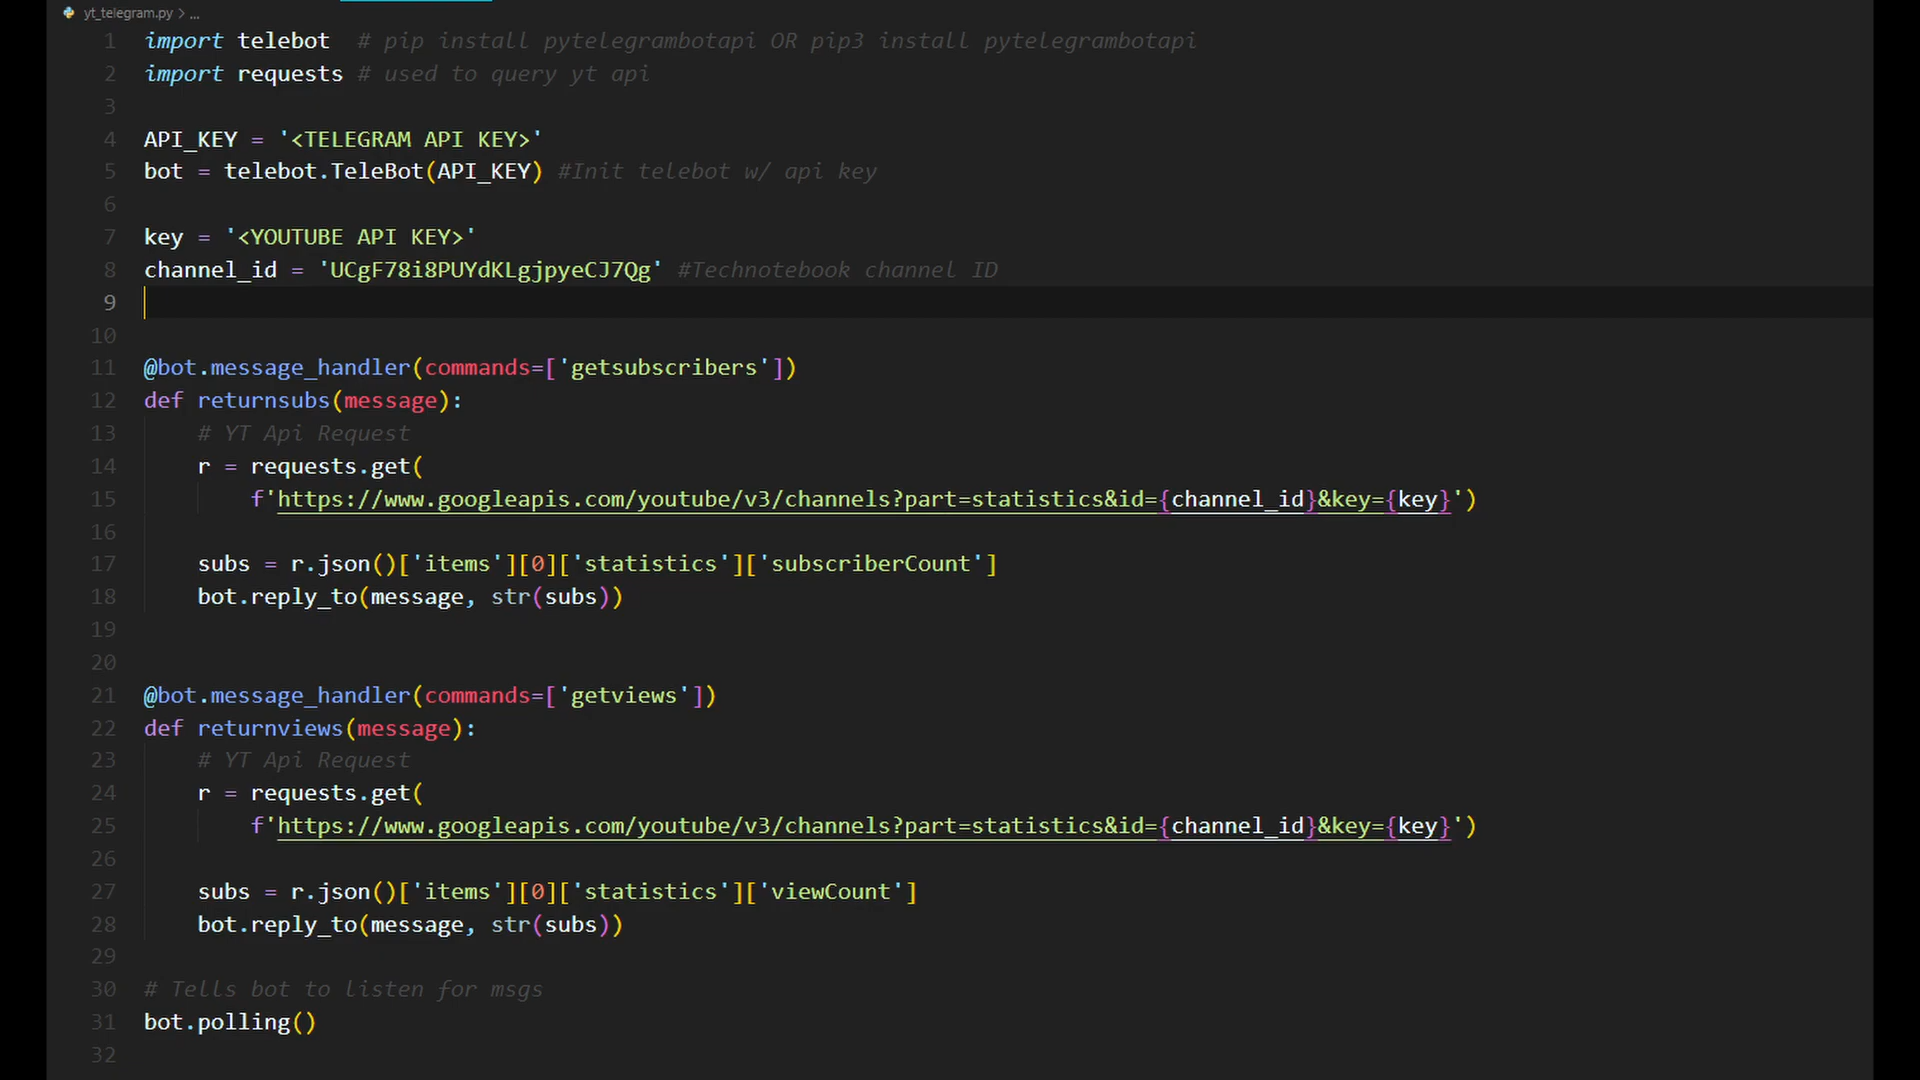 yt_telegram.py > ...
1 import telebot  # pip install pytelegrambotapi OR pip3 install pytelegrambotapi
2 import requests # used to query yt api
3
4 API_KEY = '<TELEGRAM API KEY>'
5 bot = telebot.TeleBot(API_KEY) #Init telebot w/ api key
6
7 key = '<YOUTUBE API KEY>'
8 channel_id = 'UCgF78i8PUYdKLgjpyeCJ7Qg' #Technotebook channel ID
9
10
11 @bot.message_handler(commands=['getsubscribers'])
12 def returnsubs(message):
13     # YT Api Request
14     r = requests.get(
15         f'https://www.googleapis.com/youtube/v3/channels?part=statistics&id={channel_id}&key={key}')
16
17     subs = r.json()['items'][0]['statistics']['subscriberCount']
18     bot.reply_to(message, str(subs))
19
20
21 @bot.message_handler(commands=['getviews'])
22 def returnviews(message):
23     # YT Api Request
24     r = requests.get(
25         f'https://www.googleapis.com/youtube/v3/channels?part=statistics&id={channel_id}&key={key}')
26
27     subs = r.json()['items'][0]['statistics']['viewCount']
28     bot.reply_to(message, str(subs))
29
30 # Tells bot to listen for msgs
31 bot.polling()
32